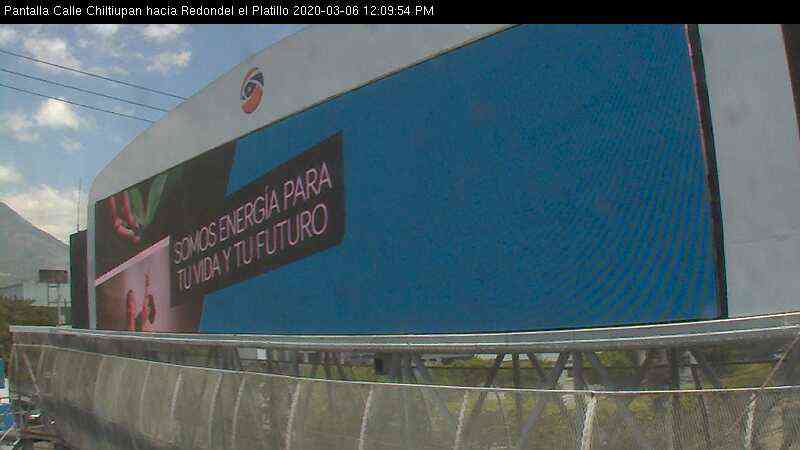 Pantalla Calle Chiltiupan hacia Redondel el Platillo 2020-03-06 12:09:54.PM
SOMOS ENERGÍA PARA
TU VIDA Y TU FUTURO